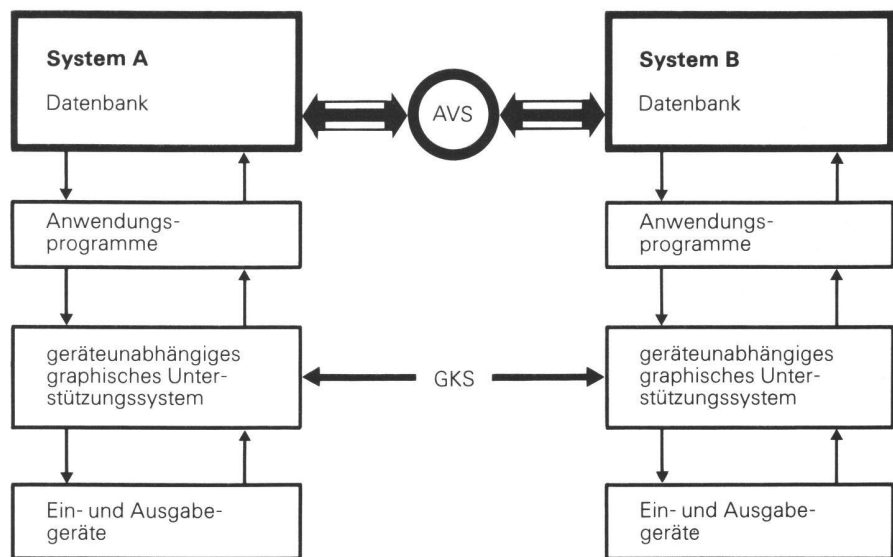 System A
Datenbank
AVS
System B
Datenbank
Anwendungs-
programme
Anwendungs-
programme
geräteunabhängiges
graphisches Unter-
stützungssystem
GKS
geräteunabhängiges
graphisches Unter-
stützungssystem
Ein- und Ausgabe-
geräte
Ein- und Ausgabe-
geräte